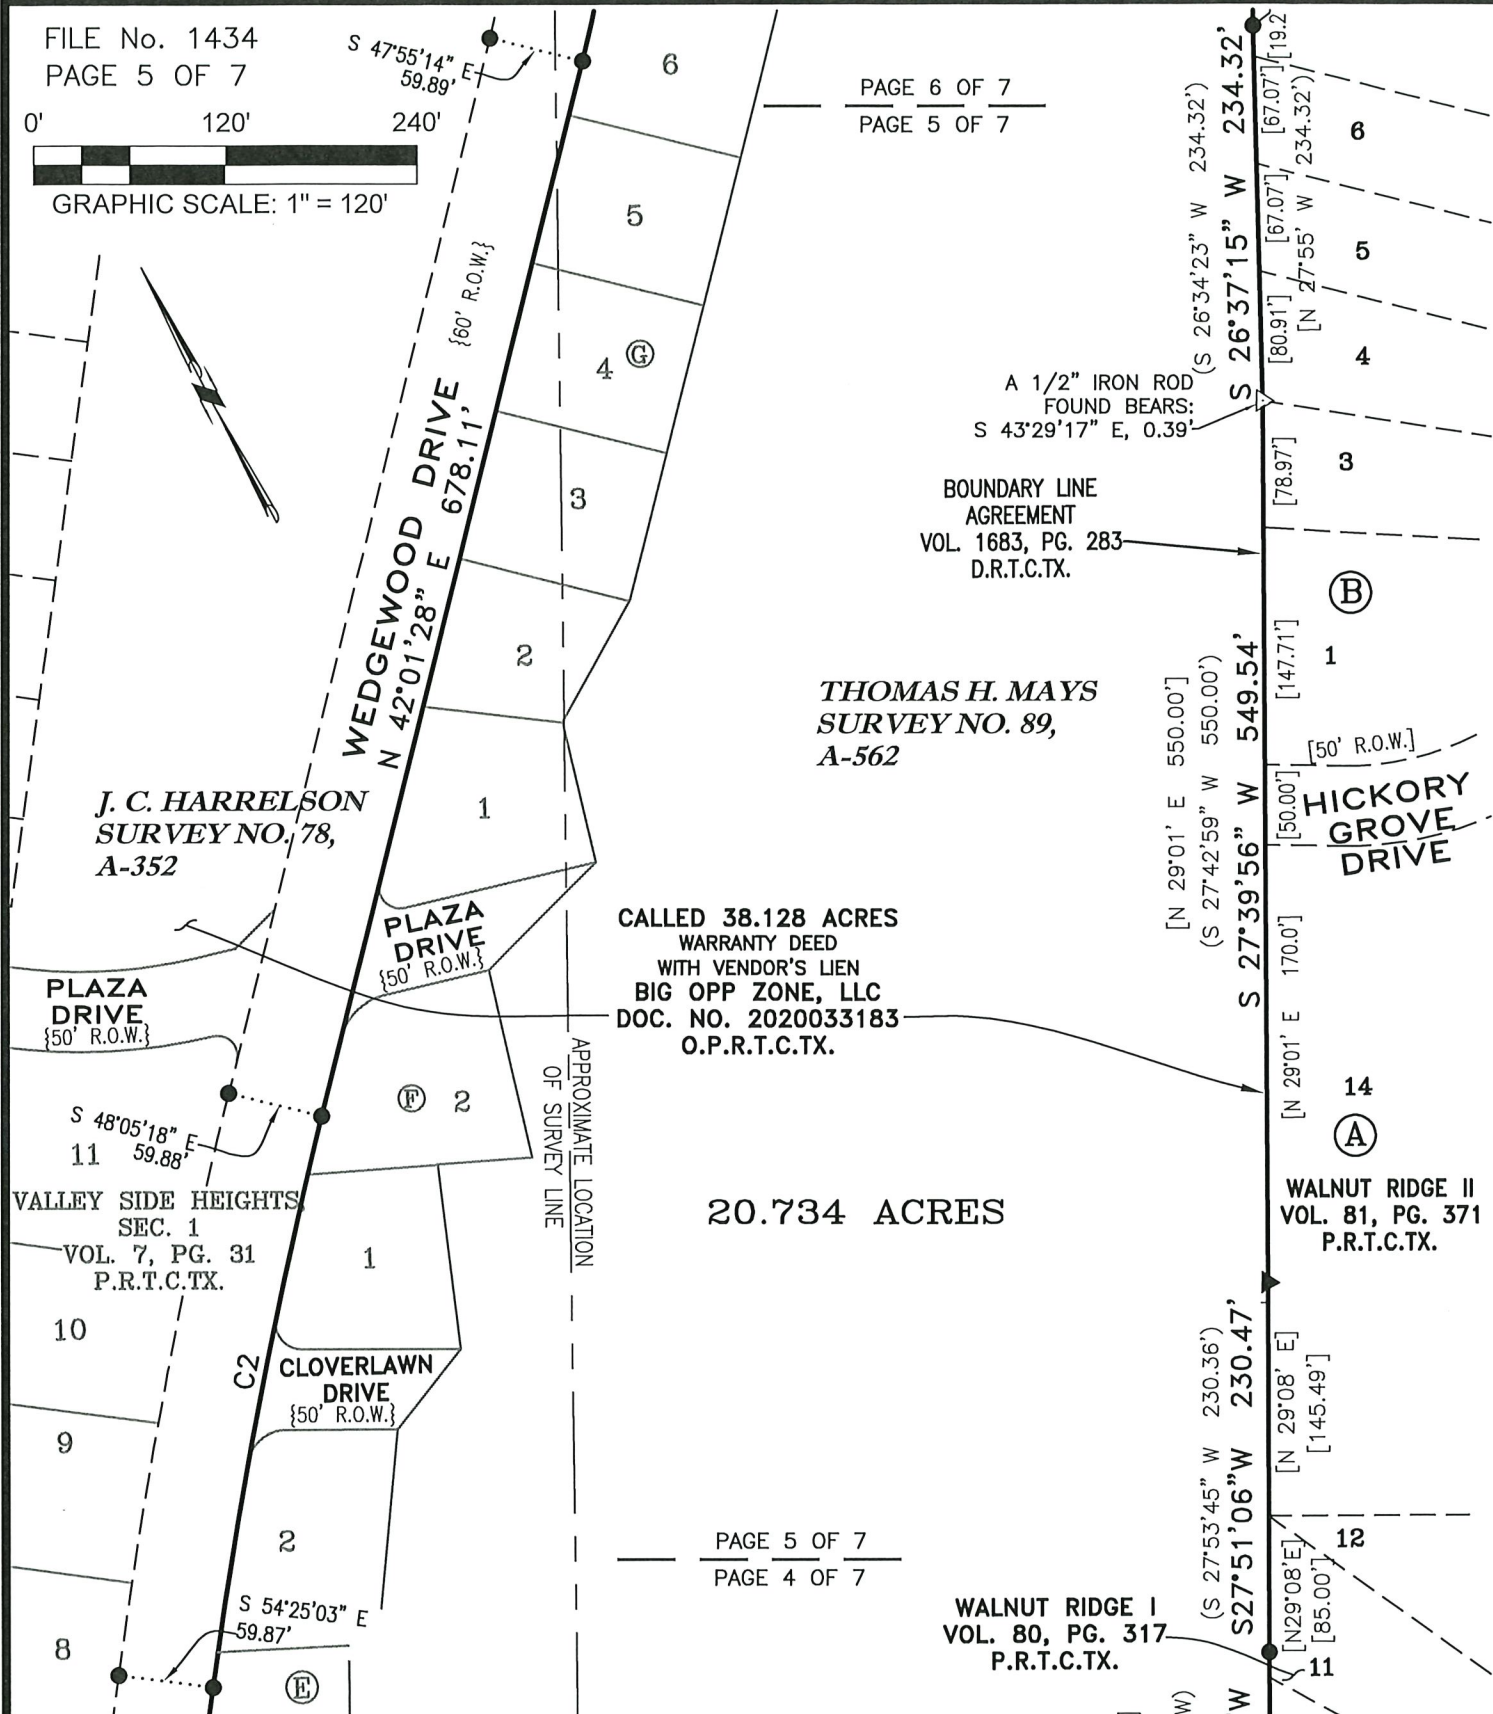 FILE No. 1434
PAGE 5 OF 7
0' 120' 240'
GRAPHIC SCALE: 1" = 120'
S 47°55'14" E
59.89'
PAGE 6 OF 7
PAGE 5 OF 7
6
5
4 Ⓖ
3
2
1
{60' R.O.W.}
WEDGEWOOD DRIVE
N 42°01'28" E 678.11'
J. C. HARRELSON
SURVEY NO. 78,
A-352
PLAZA
DRIVE
{50' R.O.W.}
PLAZA
DRIVE
{50' R.O.W.}
S 48°05'18" E
59.88'
11
VALLEY SIDE HEIGHTS,
SEC. 1
VOL. 7, PG. 31
P.R.T.C.TX.
10
9
8
Ⓕ 2
1
C2
CLOVERLAWN
DRIVE
{50' R.O.W.}
2
S 54°25'03" E
59.87'
Ⓔ
APPROXIMATE LOCATION
OF SURVEY LINE
CALLED 38.128 ACRES
WARRANTY DEED
WITH VENDOR'S LIEN
BIG OPP ZONE, LLC
DOC. NO. 2020033183
O.P.R.T.C.TX.
THOMAS H. MAYS
SURVEY NO. 89,
A-562
20.734 ACRES
PAGE 5 OF 7
PAGE 4 OF 7
A 1/2" IRON ROD
FOUND BEARS:
S 43°29'17" E, 0.39'
BOUNDARY LINE
AGREEMENT
VOL. 1683, PG. 283
D.R.T.C.TX.
(S 26°34'23" W 234.32')
S 26°37'15" W 234.32'
[19.2
[67.07']
[67.07']
[80.91']
[N 27°55' W 234.32')
6
5
4
3
[78.97']
Ⓑ
1
[147.71']
[N 29°01' E 550.00']
(S 27°42'59" W 550.00')
S 27°39'56" W 549.54'
[50' R.O.W.]
[50.00']
HICKORY
GROVE
DRIVE
[N 29°01' E 170.0']
14
Ⓐ
WALNUT RIDGE II
VOL. 81, PG. 371
P.R.T.C.TX.
(S 27°53'45" W 230.36')
S27°51'06"W 230.47'
[N 29°08' E]
[145.49']
12
[N29°08'E]
[85.00']
WALNUT RIDGE I
VOL. 80, PG. 317
P.R.T.C.TX.
11
W)
W